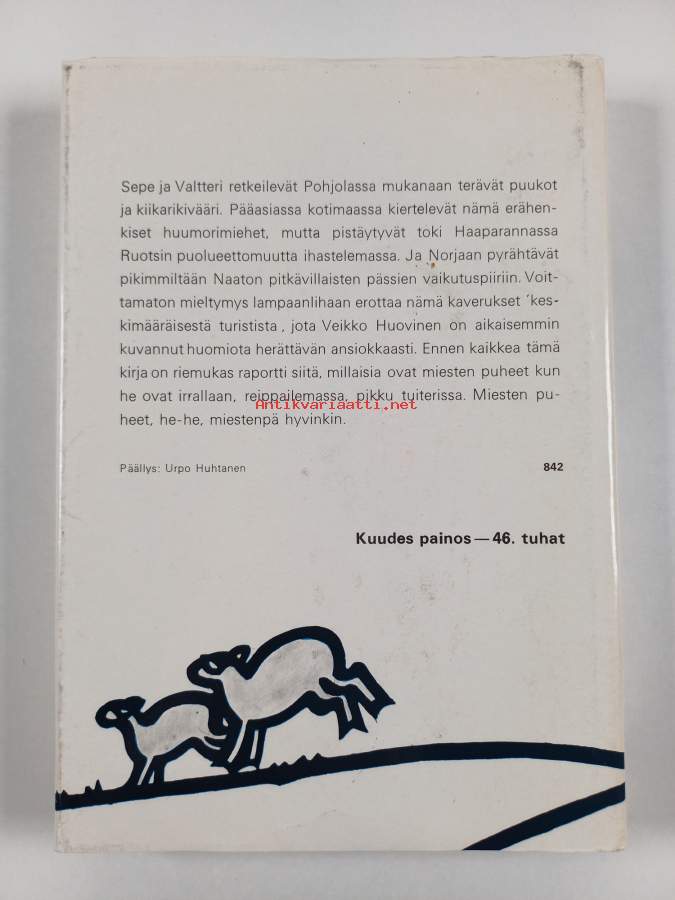 Sepe ja Valtteri retkeilevät Pohjolassa mukanaan terävät puukot
ja kiikarikivääri. Pääasiassa kotimaassa kiertelevät nämä erähen-
kiset huumorimiehet, mutta pistäytyvät toki Haaparannassa
Ruotsin puolueettomuutta ihastelemassa. Ja Norjaan pyrähtävät
pikimmiltään Naaton pitkävillaisten pässien vaikutuspiiriin. Voit-
tamaton mieltymys lampaanlihaan erottaa nämä kaverukset ´kes-
kimääräisestä turistista, jota Veikko Huovinen on aikaisemmin
kuvannut huomiota herättävän ansiokkaasti. Ennen kaikkea tämä
kirja on riemukas raportti siitä, millaisia ovat miesten puheet kun
he ovat irrallaan, reippailemassa, pikku tuiterissa. Miesten pu-
Antikvariaatti.net
heet, he-he, miestenpä hyvinkin.
Päällys: Urpo Huhtanen 842
Kuudes painos — 46. tuhat